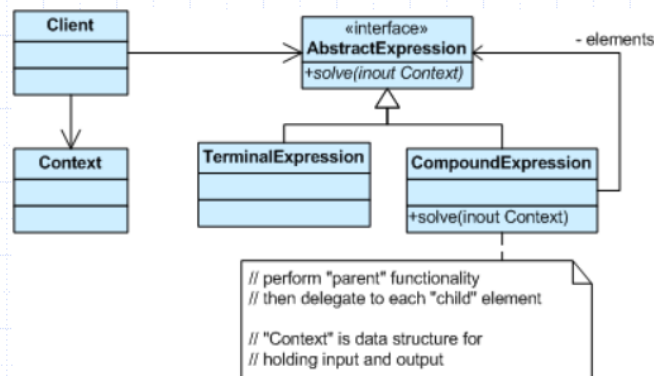 Client
«interface»
AbstractExpression
+solve(inout Context)
- elements
Context
TerminalExpression
CompoundExpression
+solve(inout Context)
// perform "parent" functionality
// then delegate to each "child" element
// "Context" is data structure for
// holding input and output